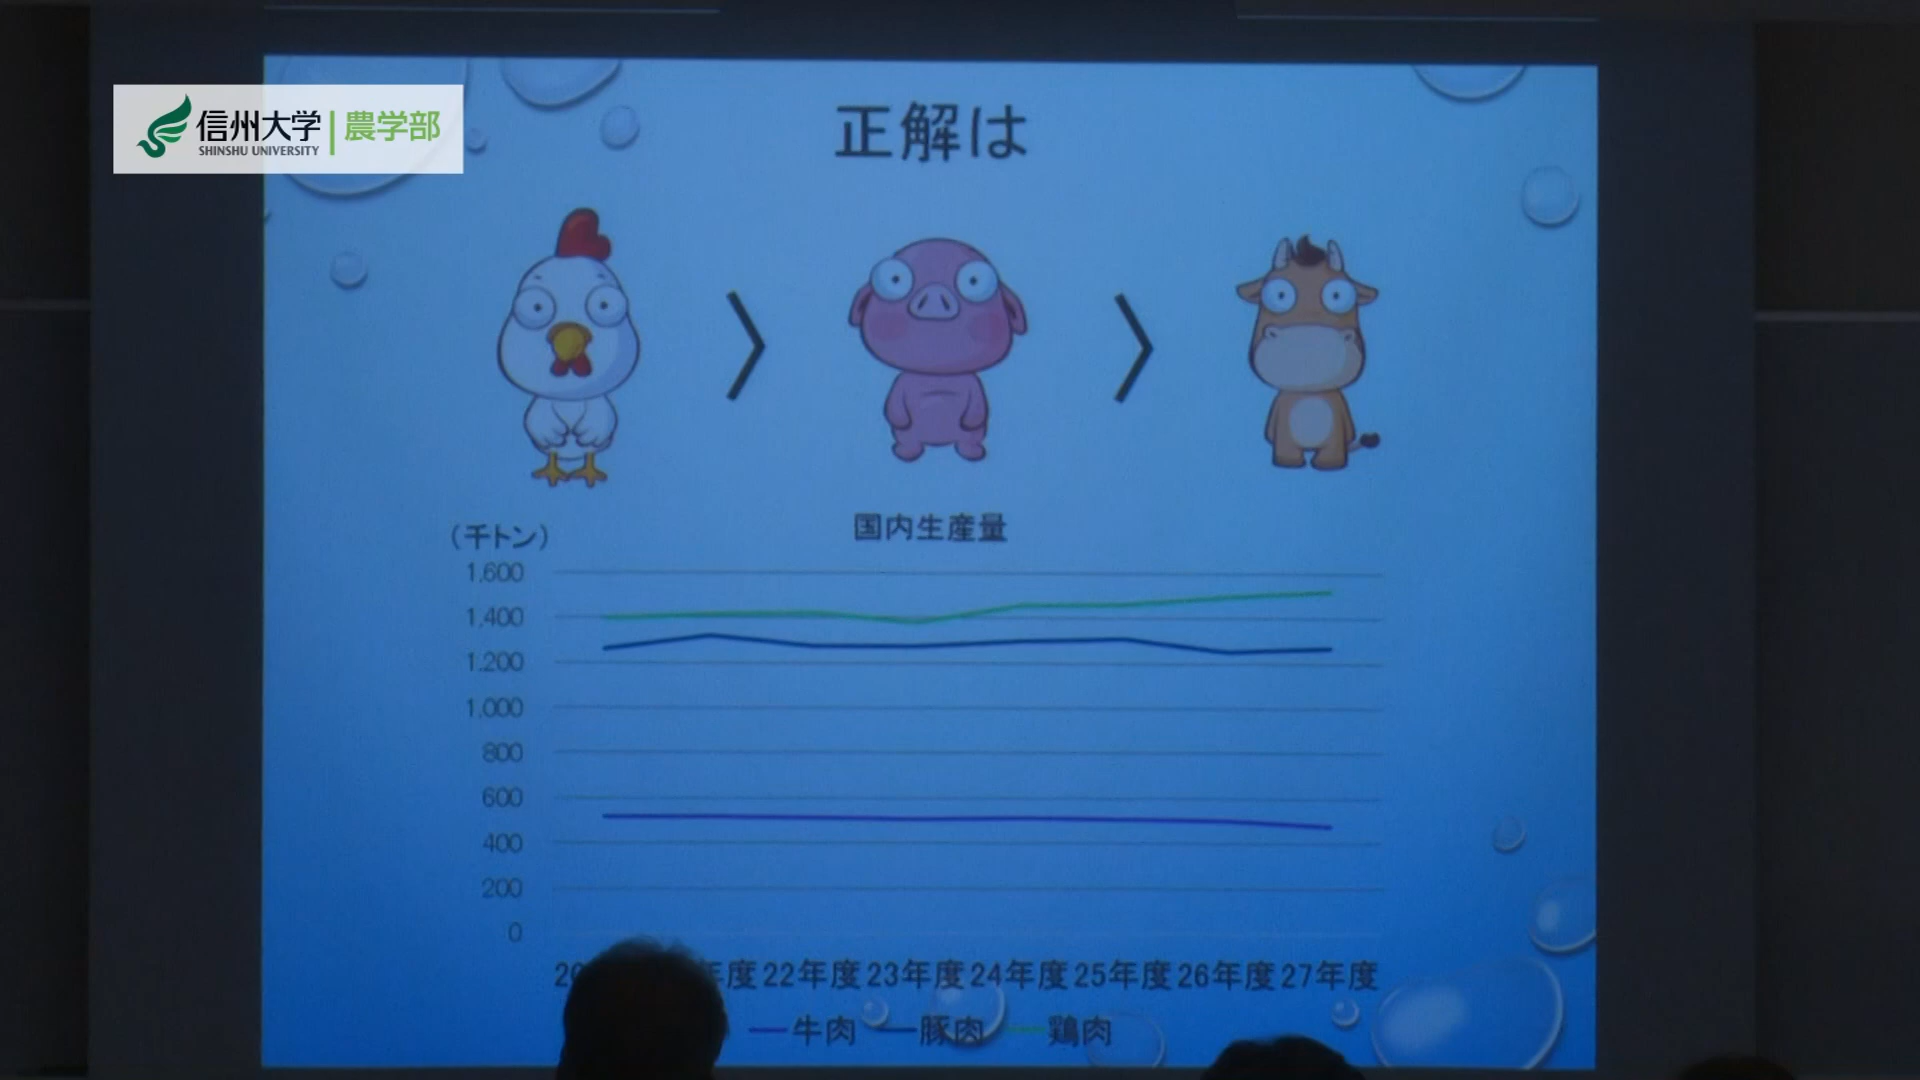 信州大学 農学部
SHINSHU UNIVERSITY
正解は
国内生産量
(千トン)
1,600
1,400
1,200
1,000
800
600
400
200
0
20 年度 22年度 23年度 24年度 25年度 26年度 27年度
牛肉 豚肉 鶏肉